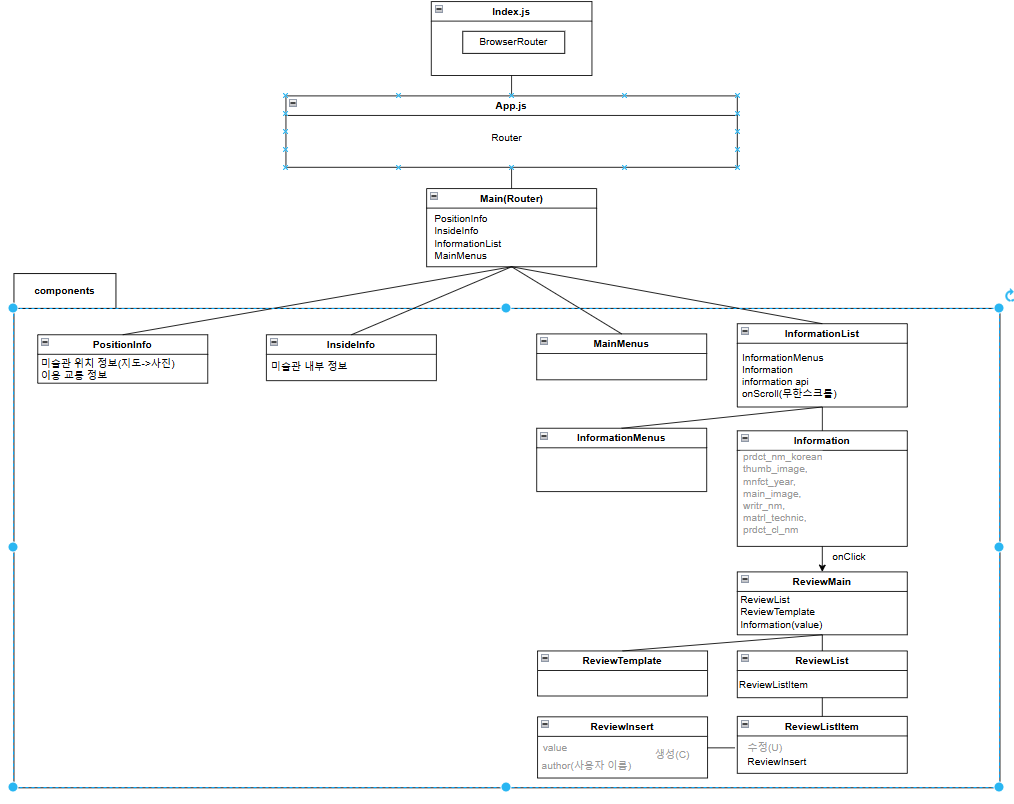 Index.js
BrowserRouter
App.js
Router
Main(Router)
PositionInfo
InsideInfo
InformationList
MainMenus
components
PositionInfo
미술관 위치 정보(지도->사진)
이용 교통 정보
InsideInfo
미술관 내부 정보
MainMenus
InformationList
InformationMenus
Information
information api
onScroll(무한스크롤)
InformationMenus
Information
prdct_nm_korean
thumb_image,
mnfct_year,
main_image,
writr_nm,
matrl_technic,
prdct_cl_nm
onClick
ReviewMain
ReviewList
ReviewTemplate
Information(value)
ReviewTemplate
ReviewList
ReviewListItem
ReviewInsert
value
생성(C)
author(사용자 이름)
ReviewListItem
수정(U)
ReviewInsert